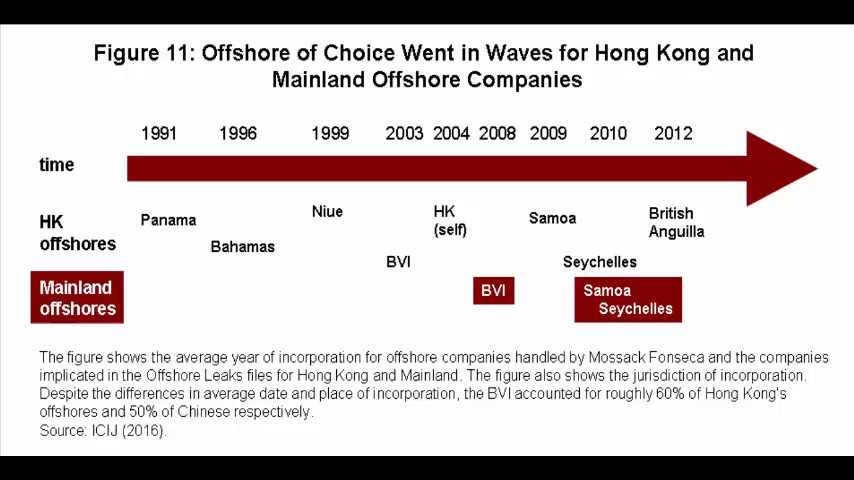 Figure 11: Offshore of Choice Went in Waves for Hong Kong and
Mainland Offshore Companies
1991 1996 1999 2003 2004 2008 2009 2010 2012
time
HK
offshores
Panama
Bahamas
Niue
BVI
HK
(self)
Samoa
Seychelles
British
Anguilla
Mainland
offshores
BVI
Samoa
Seychelles
The figure shows the average year of incorporation for offshore companies handled by Mossack Fonseca and the companies
implicated in the Offshore Leaks files for Hong Kong and Mainland. The figure also shows the jurisdiction of incorporation.
Despite the differences in average date and place of incorporation, the BVI accounted for roughly 60% of Hong Kong's
offshores and 50% of Chinese respectively.
Source: ICIJ (2016).